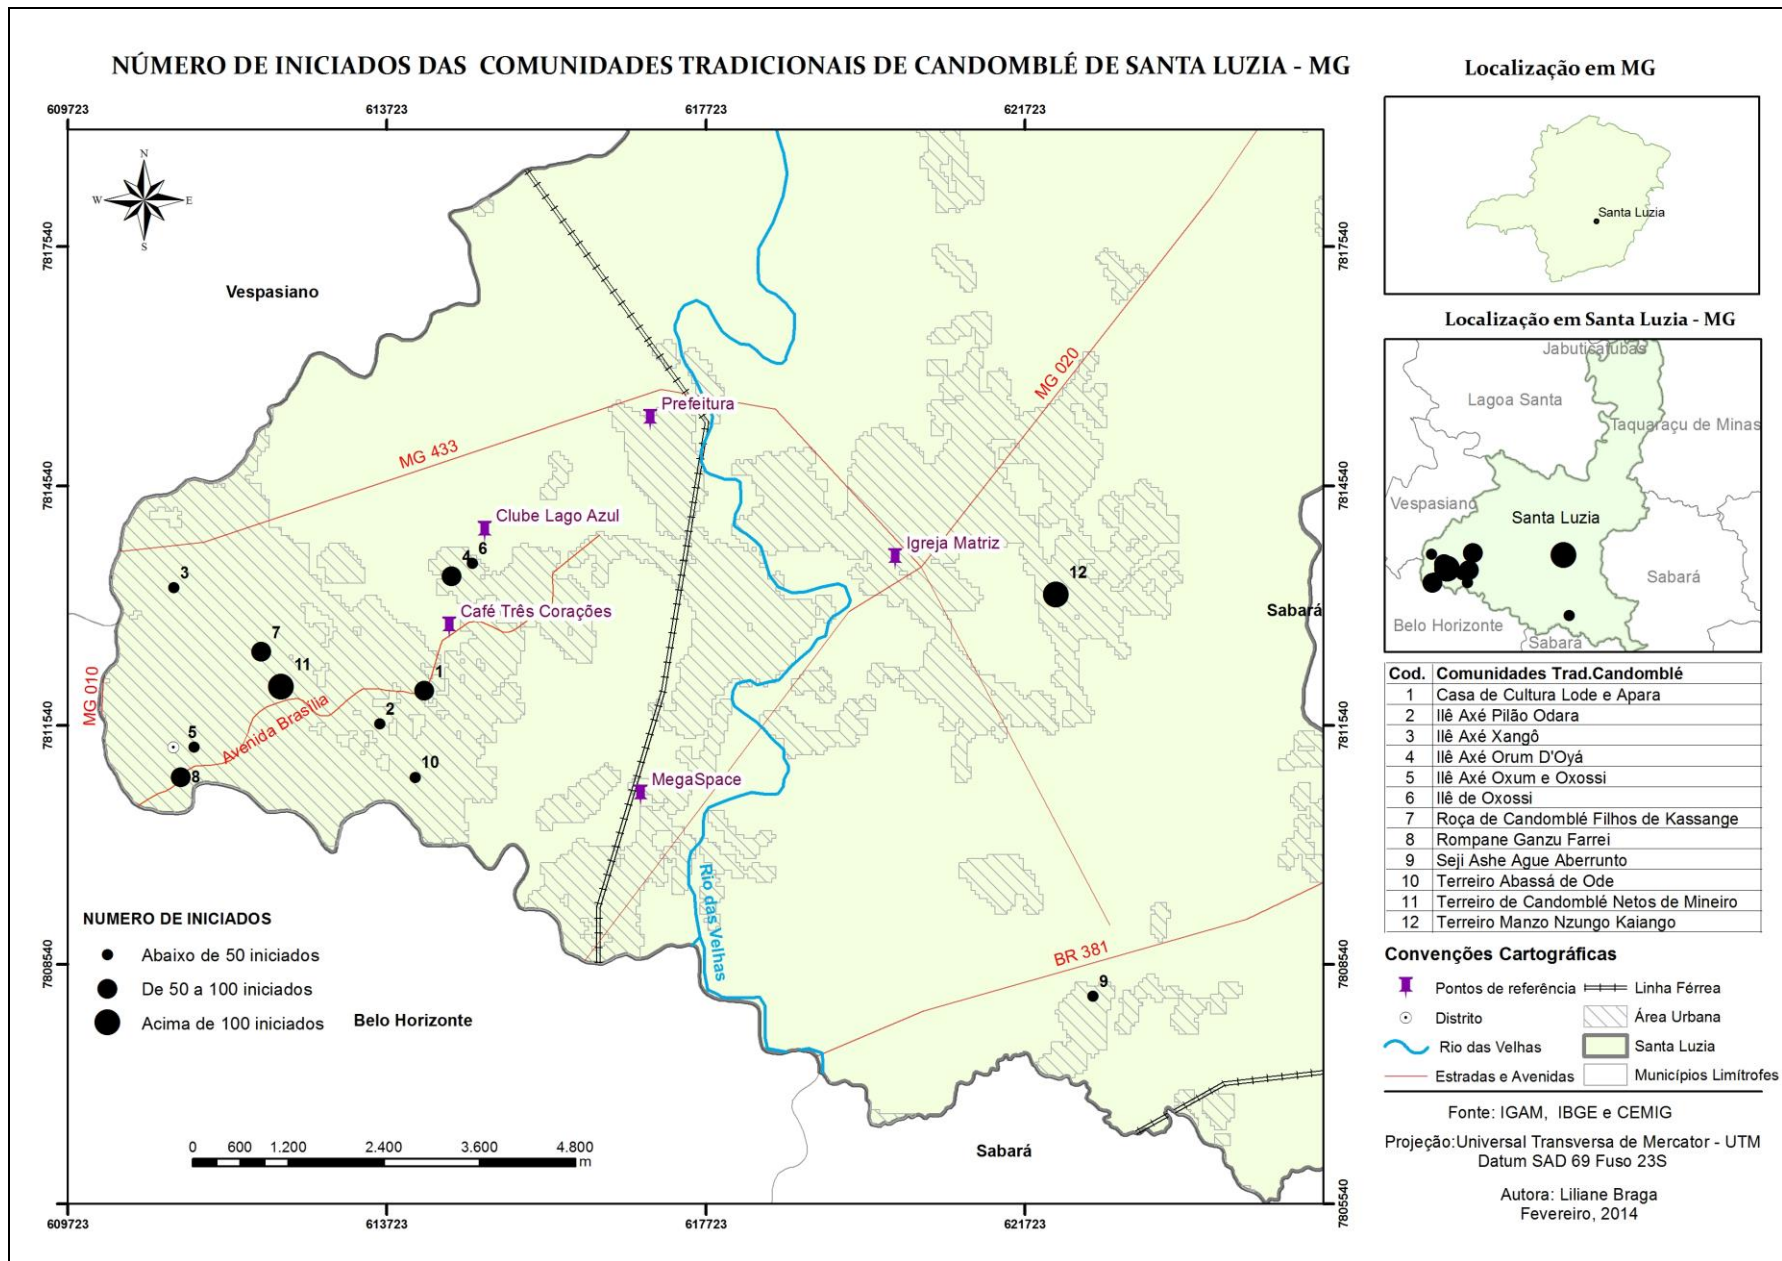 NÚMERO DE INICIADOS DAS COMUNIDADES TRADICIONAIS DE CANDOMBLÉ DE SANTA LUZIA - MG
609723
613723
617723
621723
7817540
7814540
7811540
7808540
N
W
E
S
Vespasiano
MG 433
Prefeitura
MG 020
Clube Lago Azul
Igreja Matriz
Café Três Corações
MG 010
Avenida Brasília
MegaSpace
Rio das Velhas
BR 381
Sabará
Belo Horizonte
Sabará
3
4
6
7
11
1
2
5
8
10
12
9
NUMERO DE INICIADOS
Abaixo de 50 iniciados
De 50 a 100 iniciados
Acima de 100 iniciados
0 600 1.200 2.400 3.600 4.800
m
7817540
7814540
7811540
7808540
7805540
609723
613723
617723
621723
Localização em MG
Santa Luzia
Localização em Santa Luzia - MG
Jabuticatubas
Lagoa Santa
Taquaraçu de Minas
Vespasiano
Santa Luzia
Sabará
Belo Horizonte
Sabará
Cod. Comunidades Trad.Candomblé
1 Casa de Cultura Lode e Apara
2 Ilê Axé Pilão Odara
3 Ilê Axé Xangô
4 Ilê Axé Orum D'Oyá
5 Ilê Axé Oxum e Oxossi
6 Ilê de Oxossi
7 Roça de Candomblé Filhos de Kassange
8 Rompane Ganzu Farrei
9 Seji Ashe Ague Aberrunto
10 Terreiro Abassá de Ode
11 Terreiro de Candomblé Netos de Mineiro
12 Terreiro Manzo Nzungo Kaiango
Convenções Cartográficas
Pontos de referência Linha Férrea
Distrito Área Urbana
Rio das Velhas Santa Luzia
Estradas e Avenidas Municípios Limítrofes
Fonte: IGAM, IBGE e CEMIG
Projeção:Universal Transversa de Mercator - UTM
Datum SAD 69 Fuso 23S
Autora: Liliane Braga
Fevereiro, 2014